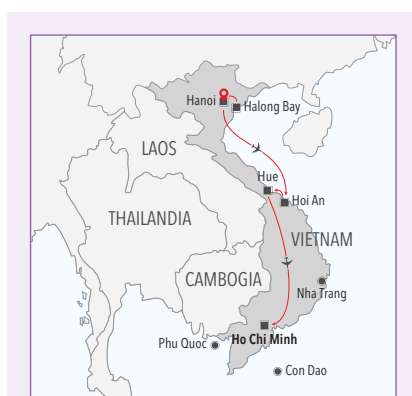 Hanoi
Halong Bay
LAOS
Hue
Hoi An
THAILANDIA
VIETNAM
CAMBOGIA
Nha Trang
Phu Quoc
Ho Chi Minh
Con Dao